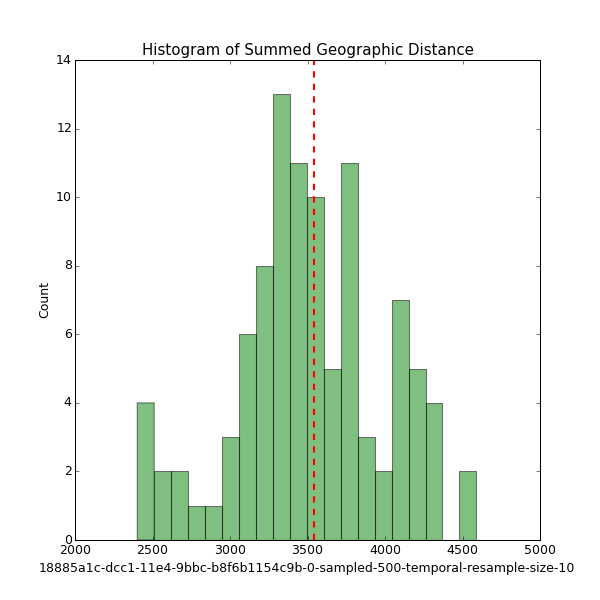 Histogram of Summed Geographic Distance
14
12
10
8
6
4
2
0
Count
2000 2500 3000 3500 4000 4500 5000
18885a1c-dcc1-11e4-9bbc-b8f6b1154c9b-0-sampled-500-temporal-resample-size-10